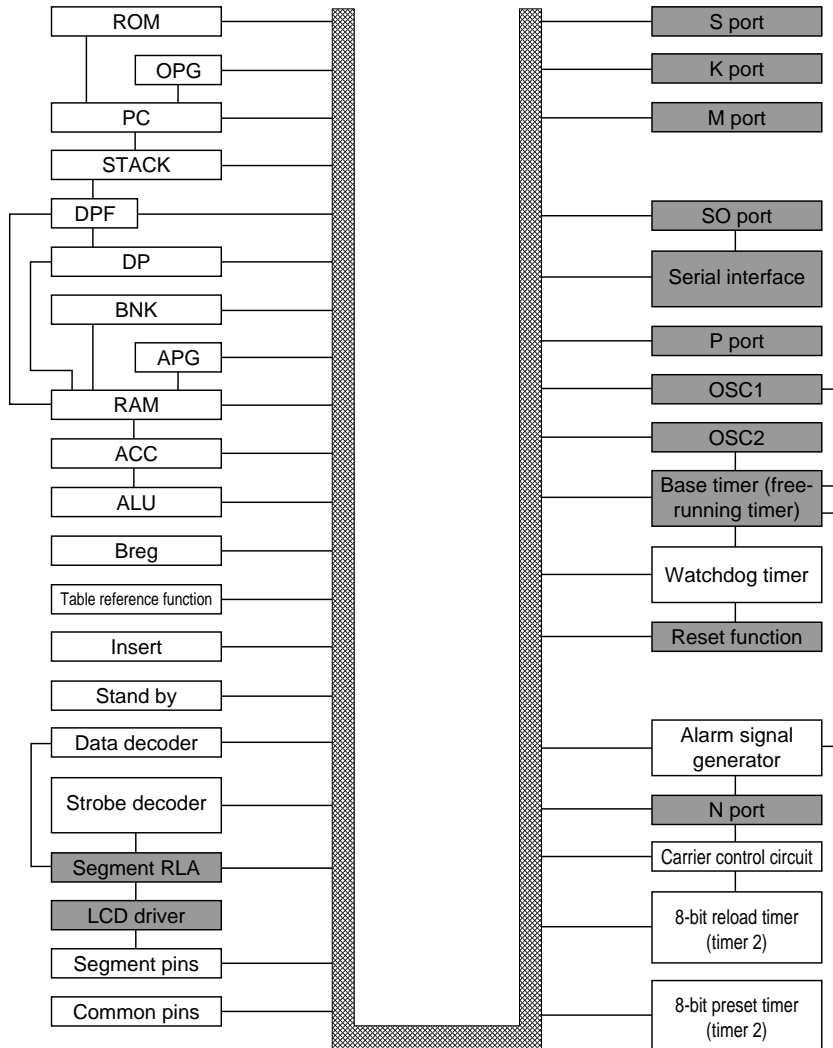 ROM
OPG
PC
STACK
DPF
DP
BNK
APG
RAM
ACC
ALU
Breg
Table reference function
Insert
Stand by
Data decoder
Strobe decoder
Segment RLA
LCD driver
Segment pins
Common pins
S port
K port
M port
SO port
Serial interface
P port
OSC1
OSC2
Base timer (free-
running timer)
Watchdog timer
Reset function
Alarm signal
generator
N port
Carrier control circuit
8-bit reload timer
(timer 2)
8-bit preset timer
(timer 2)